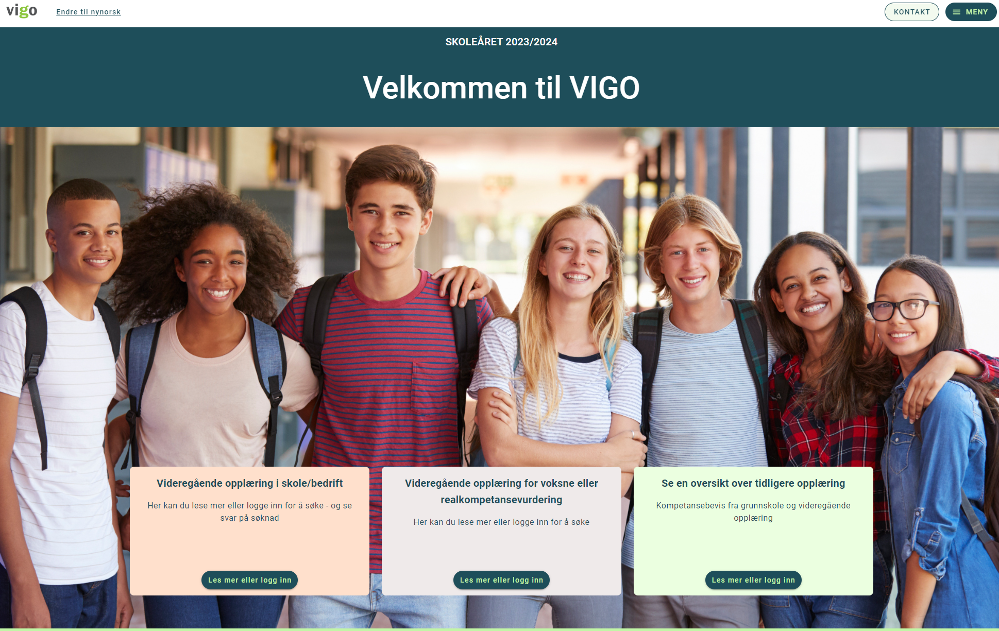 vigo
Endre til nynorsk
KONTAKT
MENY
SKOLEÅRET 2023/2024
Velkommen til VIGO
Videregående opplæring i skole/bedrift
Her kan du lese mer eller logge inn for å søke - og se
svar på søknad
Les mer eller logg inn
Videregående opplæring for voksne eller
realkompetansevurdering
Her kan du lese mer eller logge inn for å søke
Les mer eller logg inn
Se en oversikt over tidligere opplæring
Kompetansebevis fra grunnskole og videregående
opplæring
Les mer eller logg inn